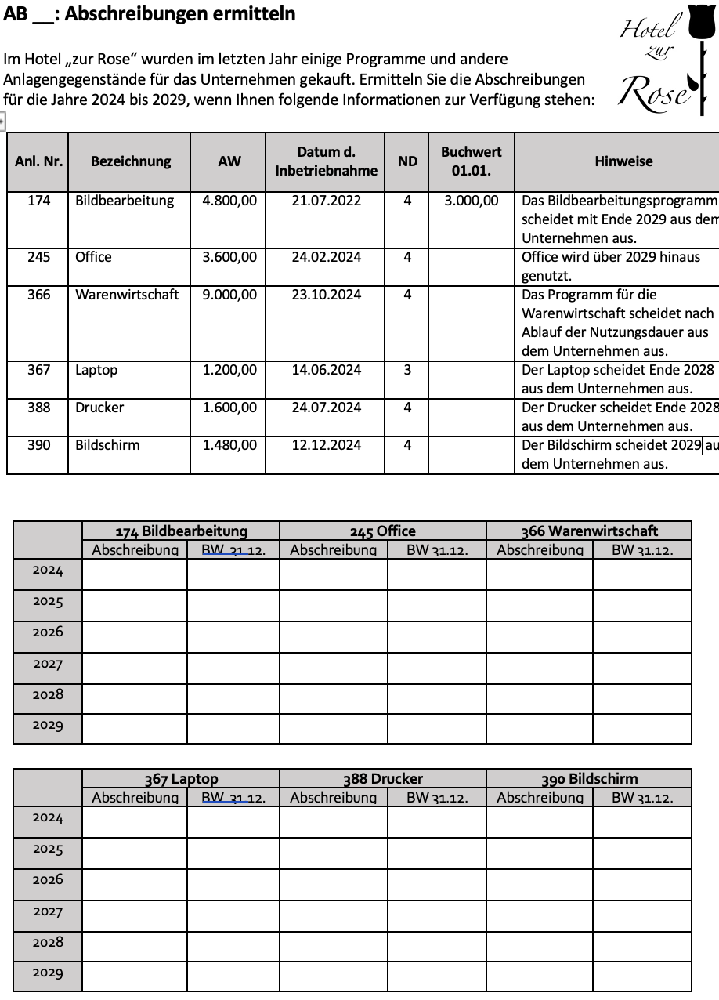 AB __: Abschreibungen ermitteln
Hotel
zur
Rose
Im Hotel „zur Rose“ wurden im letzten Jahr einige Programme und andere
Anlagengegenstände für das Unternehmen gekauft. Ermitteln Sie die Abschreibungen
für die Jahre 2024 bis 2029, wenn Ihnen folgende Informationen zur Verfügung stehen:
Anl. Nr. Bezeichnung AW Datum d. Inbetriebnahme ND Buchwert 01.01. Hinweise
174 Bildbearbeitung 4.800,00 21.07.2022 4 3.000,00 Das Bildbearbeitungsprogramm
scheidet mit Ende 2029 aus dem
Unternehmen aus.
245 Office 3.600,00 24.02.2024 4 Office wird über 2029 hinaus
genutzt.
366 Warenwirtschaft 9.000,00 23.10.2024 4 Das Programm für die
Warenwirtschaft scheidet nach
Ablauf der Nutzungsdauer aus
dem Unternehmen aus.
367 Laptop 1.200,00 14.06.2024 3 Der Laptop scheidet Ende 2028
aus dem Unternehmen aus.
388 Drucker 1.600,00 24.07.2024 4 Der Drucker scheidet Ende 2028
aus dem Unternehmen aus.
390 Bildschirm 1.480,00 12.12.2024 4 Der Bildschirm scheidet 2029 au
dem Unternehmen aus.
174 Bildbearbeitung 245 Office 366 Warenwirtschaft
Abschreibung BW 31.12. Abschreibung BW 31.12. Abschreibung BW 31.12.
2024
2025
2026
2027
2028
2029
367 Laptop 388 Drucker 390 Bildschirm
Abschreibung BW 31.12. Abschreibung BW 31.12. Abschreibung BW 31.12.
2024
2025
2026
2027
2028
2029